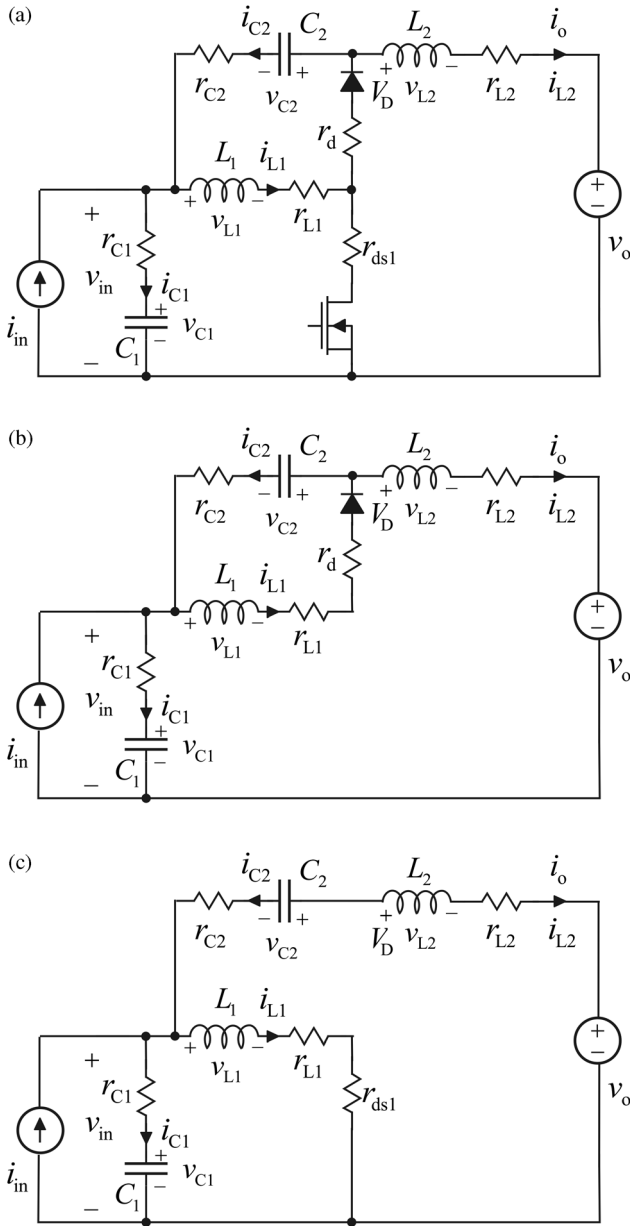 (a)
i_C2 C_2 L_2 i_o
− + + −
r_C2 v_C2 V_D v_L2 r_L2 i_L2
r_d
L_1 i_L1
+ + − +
v_L1 r_L1 −
r_C1 r_ds1 v_o
v_in i_C1
i_in +
C_1 − v_C1
−
(b)
i_C2 C_2 L_2 i_o
− + + −
r_C2 v_C2 V_D v_L2 r_L2 i_L2
r_d
L_1 i_L1
+ + − +
v_L1 r_L1 −
r_C1 v_o
v_in i_C1
i_in +
C_1 − v_C1
−
(c)
i_C2 C_2 L_2 i_o
− + + −
r_C2 v_C2 V_D v_L2 r_L2 i_L2
L_1 i_L1
+ + − +
v_L1 r_L1 −
r_C1 r_ds1 v_o
v_in i_C1
i_in +
C_1 − v_C1
−